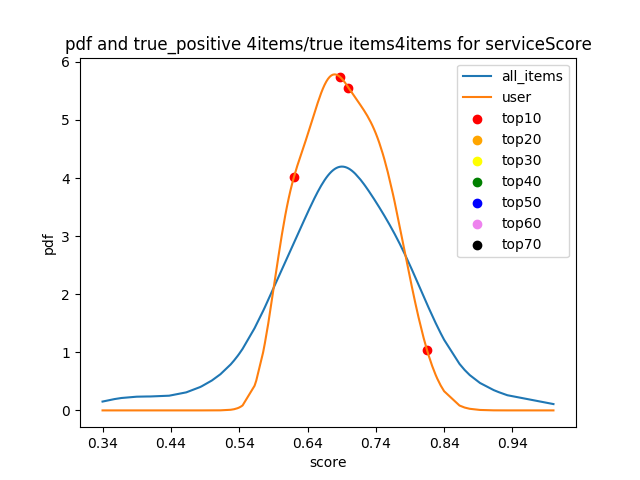 pdf and true_positive 4items/true items4items for serviceScore
6
5
4
3
2
1
0
pdf
0.34 0.44 0.54 0.64 0.74 0.84 0.94
score
all_items
user
top10
top20
top30
top40
top50
top60
top70